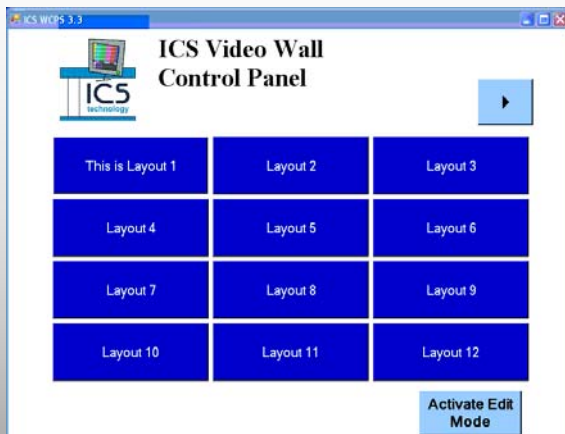 ICS WCPS 3.3
ICS Video Wall
Control Panel
ICS
technology
This is Layout 1
Layout 2
Layout 3
Layout 4
Layout 5
Layout 6
Layout 7
Layout 8
Layout 9
Layout 10
Layout 11
Layout 12
Activate Edit
Mode